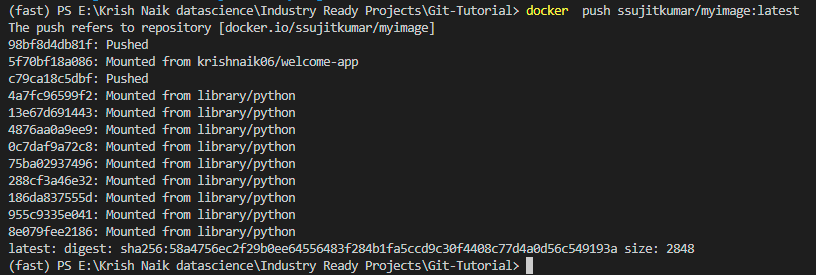 (fast) PS E:\Krish Naik datascience\Industry Ready Projects\Git-Tutorial> docker  push ssujitkumar/myimage:latest
The push refers to repository [docker.io/ssujitkumar/myimage]
98bf8d4db81f: Pushed
5f70bf18a086: Mounted from krishnaik06/welcome-app
c79ca18c5dbf: Pushed
4a7fc96599f2: Mounted from library/python
13e67d691443: Mounted from library/python
4876aa0a9ee9: Mounted from library/python
0c7daf9a72c8: Mounted from library/python
75ba02937496: Mounted from library/python
288cf3a46e32: Mounted from library/python
186da837555d: Mounted from library/python
955c9335e041: Mounted from library/python
8e079fee2186: Mounted from library/python
latest: digest: sha256:58a4756ec2f29b0ee64556483f284b1fa5ccd9c30f4408c77d4a0d56c549193a size: 2848
(fast) PS E:\Krish Naik datascience\Industry Ready Projects\Git-Tutorial>